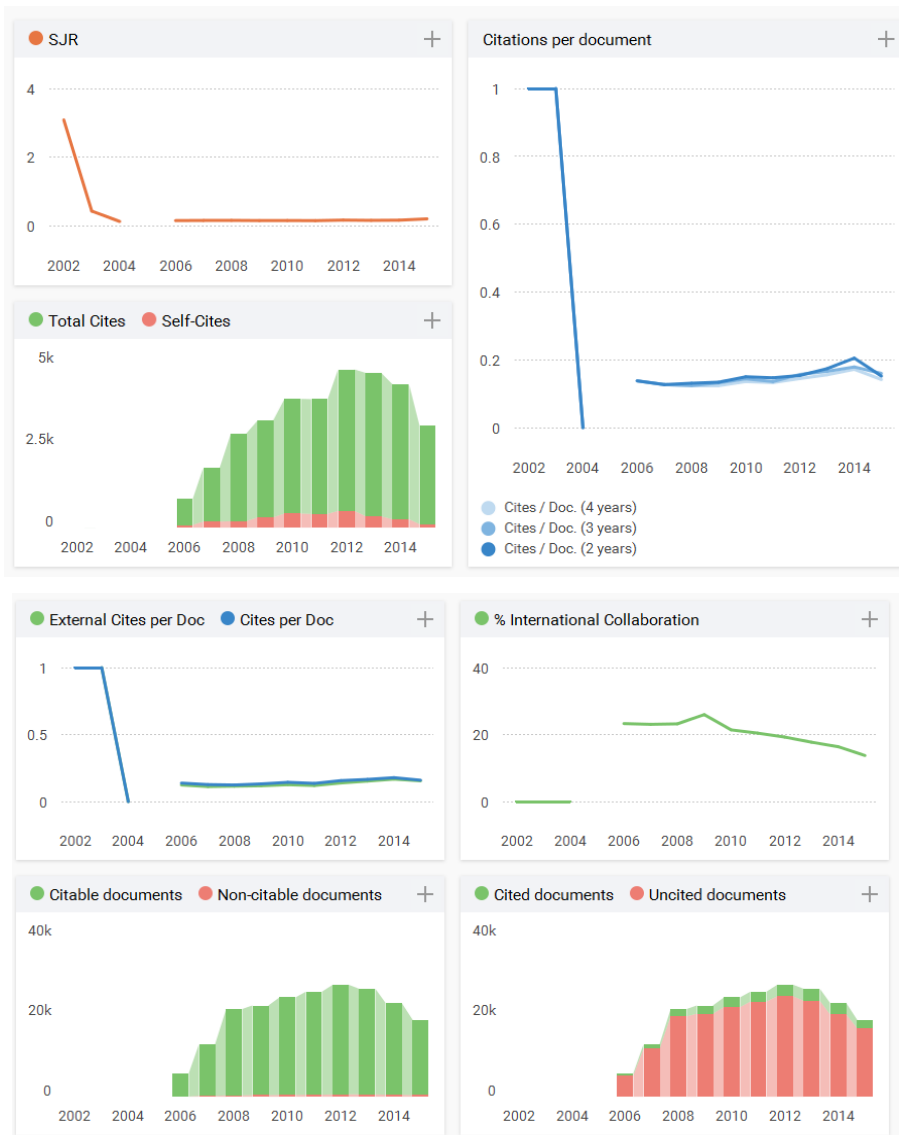 SJR
4
2
0
2002 2004 2006 2008 2010 2012 2014
Total Cites Self-Cites
5k
2.5k
0
2002 2004 2006 2008 2010 2012 2014
Citations per document
1
0.8
0.6
0.4
0.2
0
2002 2004 2006 2008 2010 2012 2014
Cites / Doc. (4 years)
Cites / Doc. (3 years)
Cites / Doc. (2 years)
External Cites per Doc Cites per Doc
1
0.5
0
2002 2004 2006 2008 2010 2012 2014
% International Collaboration
40
20
0
2002 2004 2006 2008 2010 2012 2014
Citable documents Non-citable documents
40k
20k
0
2002 2004 2006 2008 2010 2012 2014
Cited documents Uncited documents
40k
20k
0
2002 2004 2006 2008 2010 2012 2014